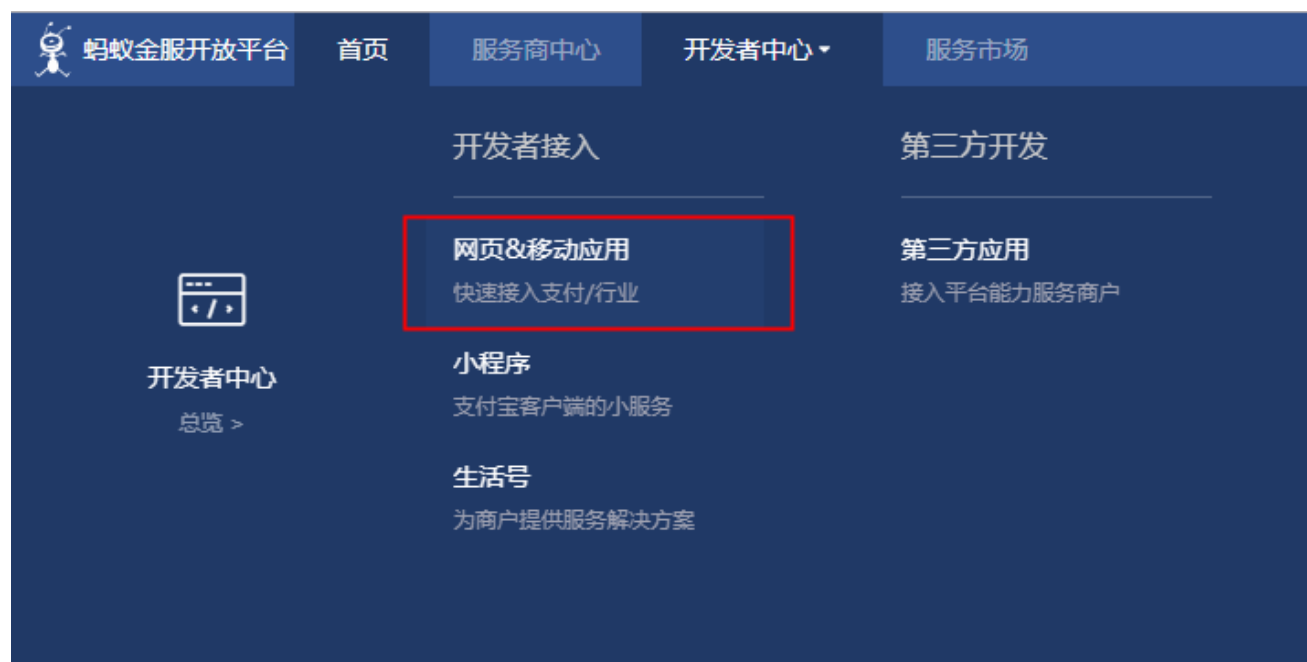 蚂蚁金服开放平台 首页 服务商中心 开发者中心 服务市场
开发者接入
第三方开发
网页&移动应用
快速接入支付/行业
第三方应用
接入平台能力服务商户
</>
开发者中心
总览 >
小程序
支付宝客户端的小服务
生活号
为商户提供服务解决方案